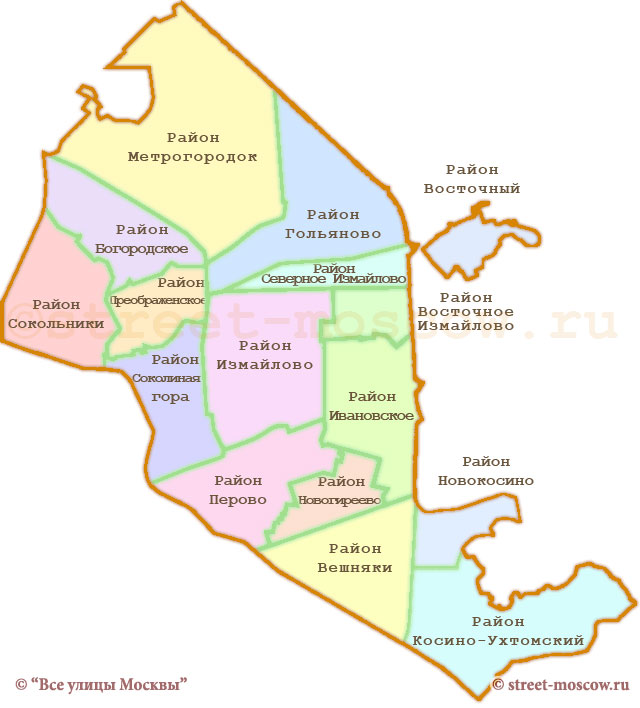 Район
Метрогородок
Район
Восточный
Район
Гольяново
Район
Богородское
Район
Северное Измайлово
Район
Преображенское
Район
Сокольники
Район
Восточное
Измайлово
©street-moscow.ru
Район
Измайлово
Район
Соколиная
гора
Район
Ивановское
Район
Новокосино
Район
Перово
Район
Новогиреево
Район
Вешняки
Район
Косино-Ухтомский
© “Все улицы Москвы”
© street-moscow.ru